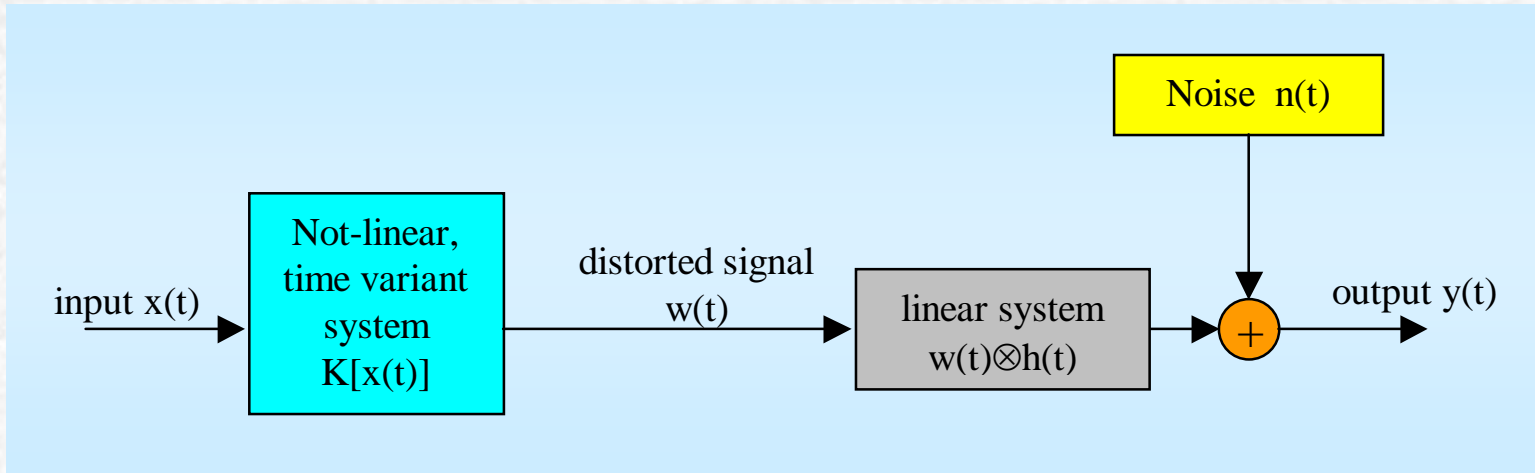 Noise n(t)
input x(t)
Not-linear,
time variant
system
K[x(t)]
distorted signal
w(t)
linear system
w(t)⊗h(t)
+
output y(t)